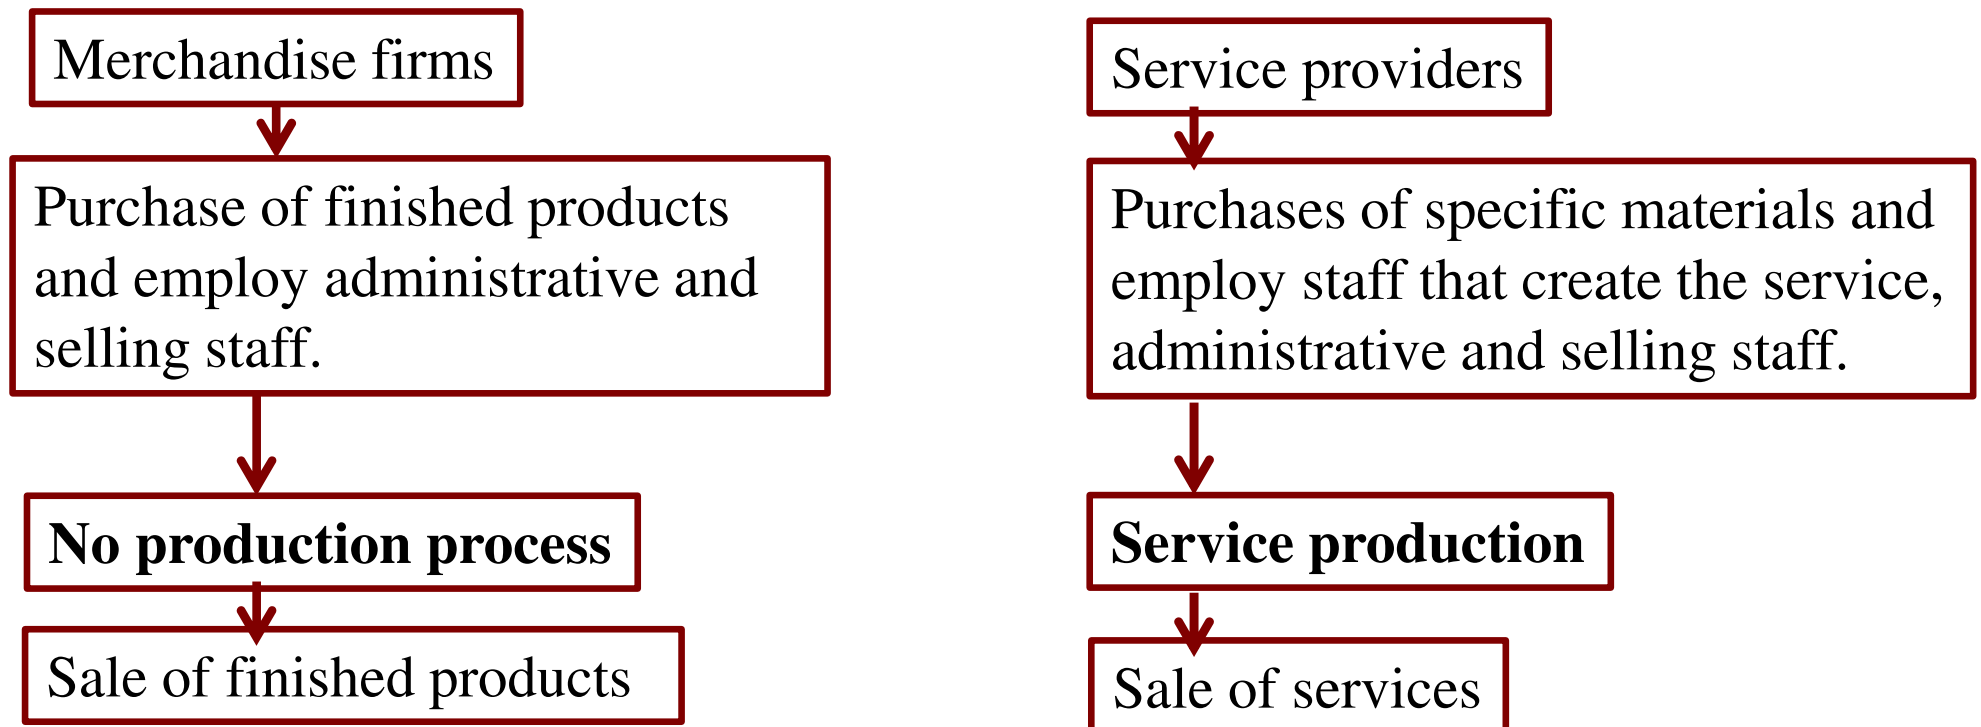 Merchandise firms
Purchase of finished products
and employ administrative and
selling staff.
No production process
Sale of finished products
Service providers
Purchases of specific materials and
employ staff that create the service,
administrative and selling staff.
Service production
Sale of services